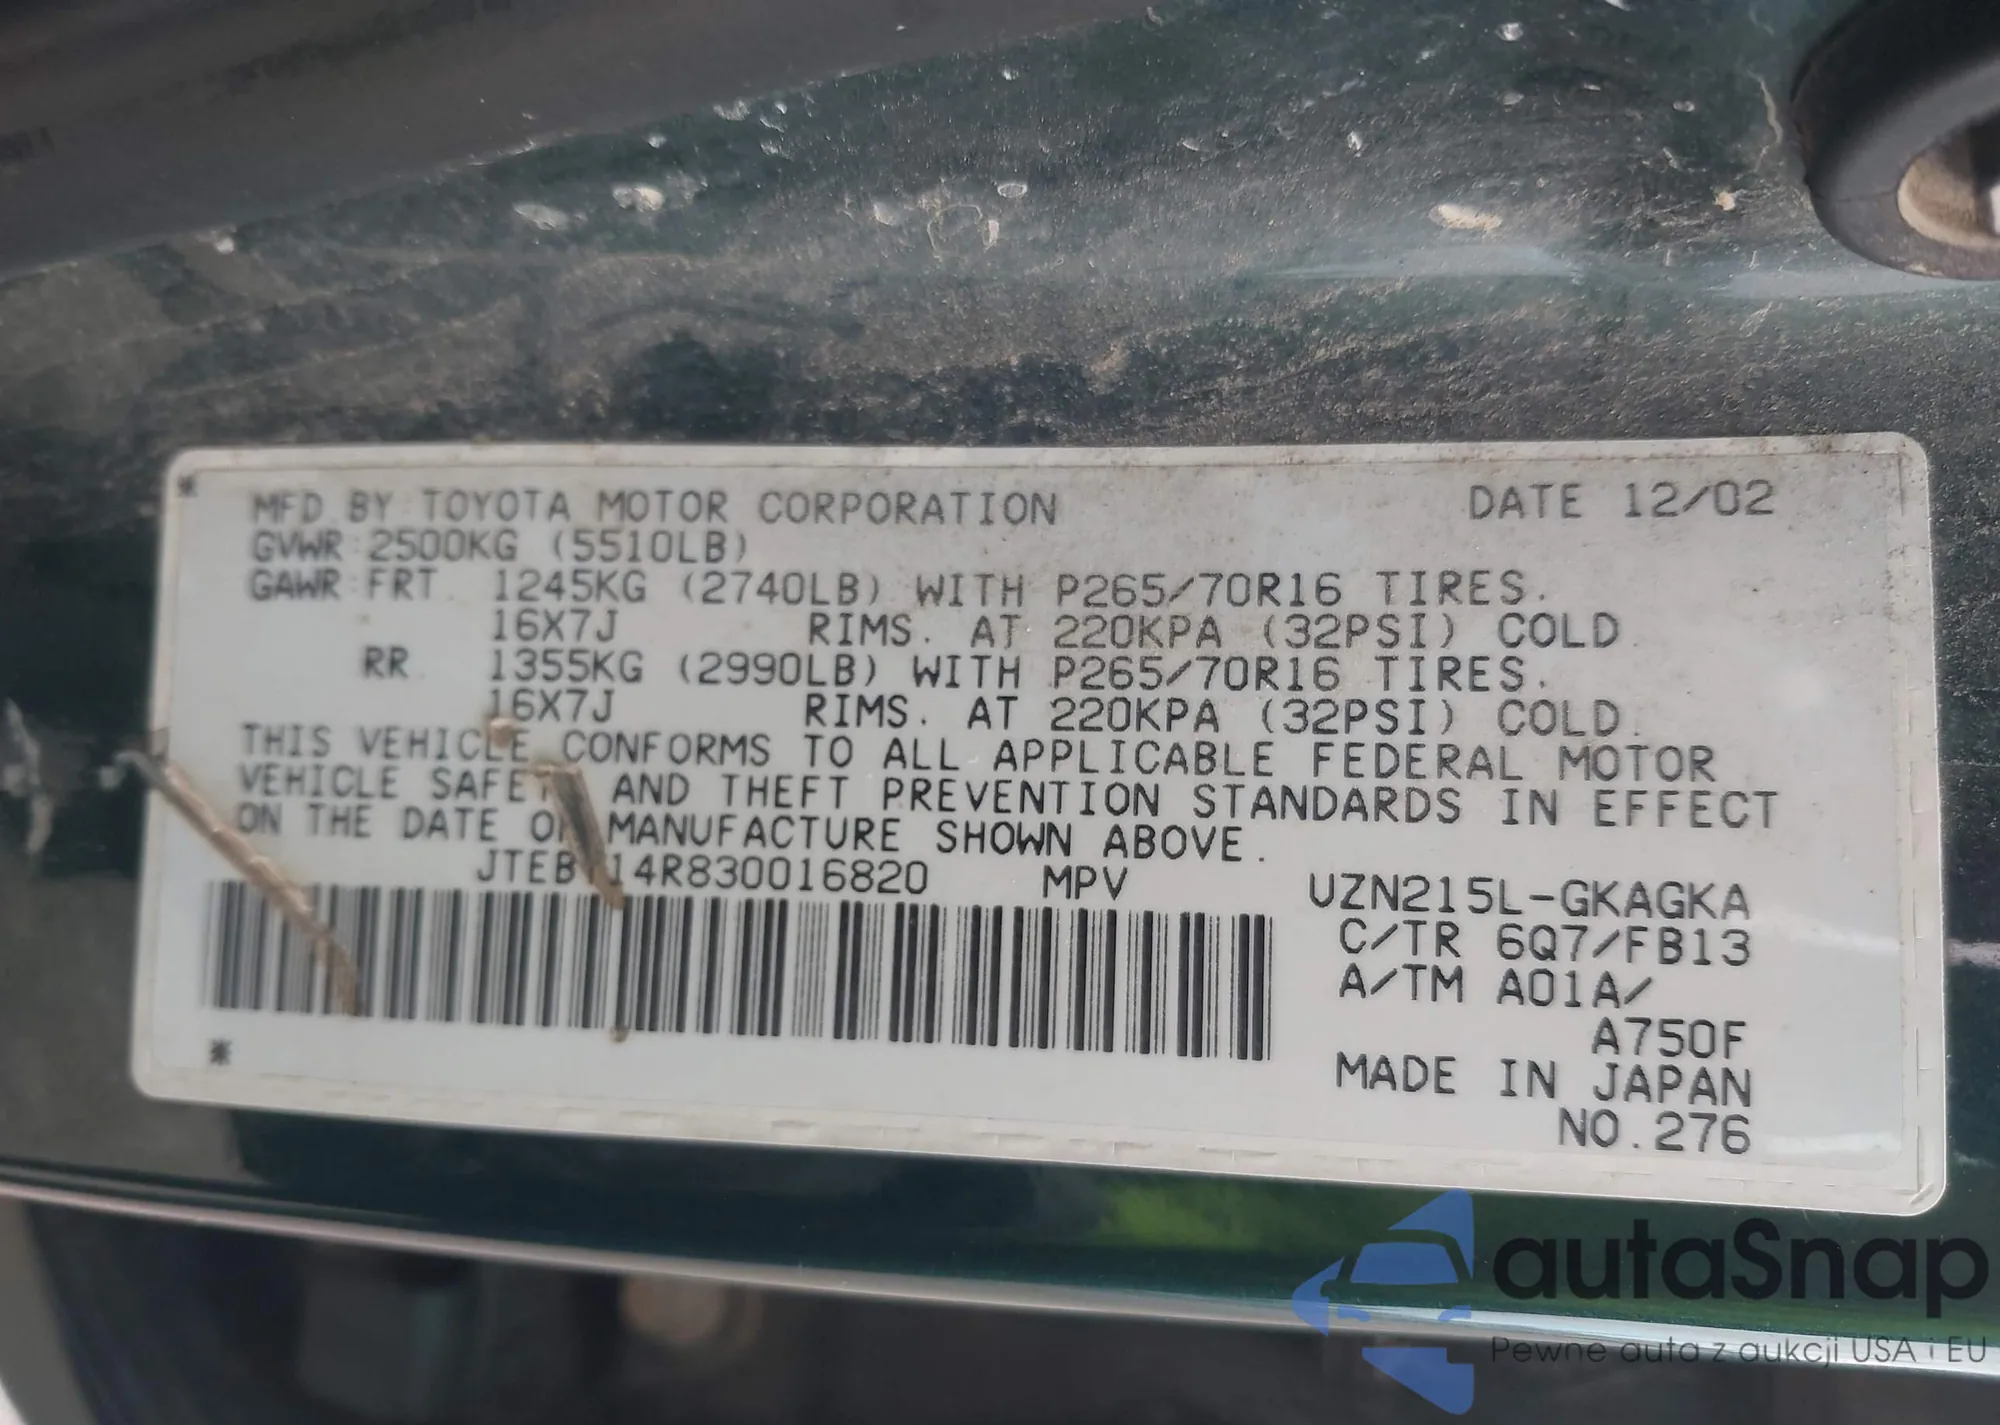 MFD BY TOYOTA MOTOR CORPORATION DATE 12/02
GVWR 2500KG (5510LB)
GAWR FRT. 1245KG (2740LB) WITH P265/70R16 TIRES.
16X7J RIMS. AT 220KPA (32PSI) COLD.
RR. 1355KG (2990LB) WITH P265/70R16 TIRES.
16X7J RIMS. AT 220KPA (32PSI) COLD.
THIS VEHICLE CONFORMS TO ALL APPLICABLE FEDERAL MOTOR
VEHICLE SAFETY AND THEFT PREVENTION STANDARDS IN EFFECT
ON THE DATE OF MANUFACTURE SHOWN ABOVE.
MPV UZN215L-GKAGKA
C/TR 6Q7/FB13
A/TM A01A/
A750F
MADE IN JAPAN
NO.276
autaSnap
Pewne auta z aukcji USA i EU